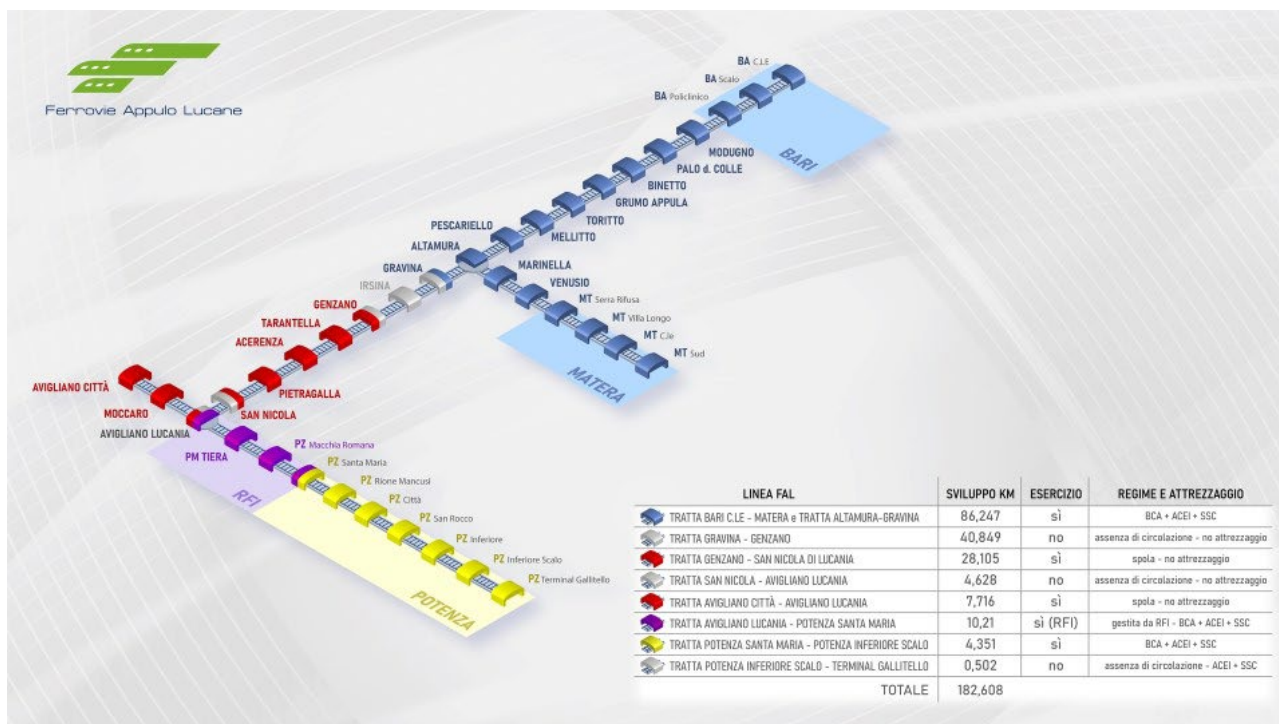 Ferrovie Appulo Lucane
BA C.LE
BA Scalo
BA Policlinico
MODUGNO
BARI
PALO d. COLLE
BINETTO
GRUMO APPULA
TORITTO
PESCARIELLO
MELLITTO
ALTAMURA
GRAVINA
MARINELLA
IRSINA
VENUSIO
GENZANO
MT Serra Rifusa
TARANTELLA
MT Villa Longo
ACERENZA
MT C.le
MT Sud
MATERA
AVIGLIANO CITTÀ
PIETRAGALLA
MOCCARO
SAN NICOLA
AVIGLIANO LUCANIA
PM TIERA
PZ Macchia Romana
PZ Santa Maria
RFI
PZ Rione Mancusi
PZ Città
PZ San Rocco
PZ Inferiore
PZ Inferiore Scalo
PZ Terminal Gallitello
POTENZA
LINEA FAL SVILUPPO KM ESERCIZIO REGIME E ATTREZZAGGIO
TRATTA BARI C.LE - MATERA e TRATTA ALTAMURA-GRAVINA 86,247 sì BCA + ACEI + SSC
TRATTA GRAVINA - GENZANO 40,849 no assenza di circolazione - no attrezzaggio
TRATTA GENZANO - SAN NICOLA DI LUCANIA 28,105 sì spola - no attrezzaggio
TRATTA SAN NICOLA - AVIGLIANO LUCANIA 4,628 no assenza di circolazione - no attrezzaggio
TRATTA AVIGLIANO CITTÀ - AVIGLIANO LUCANIA 7,716 sì spola - no attrezzaggio
TRATTA AVIGLIANO LUCANIA - POTENZA SANTA MARIA 10,21 sì (RFI) gestita da RFI - BCA + ACEI + SSC
TRATTA POTENZA SANTA MARIA - POTENZA INFERIORE SCALO 4,351 sì BCA + ACEI + SSC
TRATTA POTENZA INFERIORE SCALO - TERMINAL GALLITELLO 0,502 no assenza di circolazione - ACEI + SSC
TOTALE 182,608